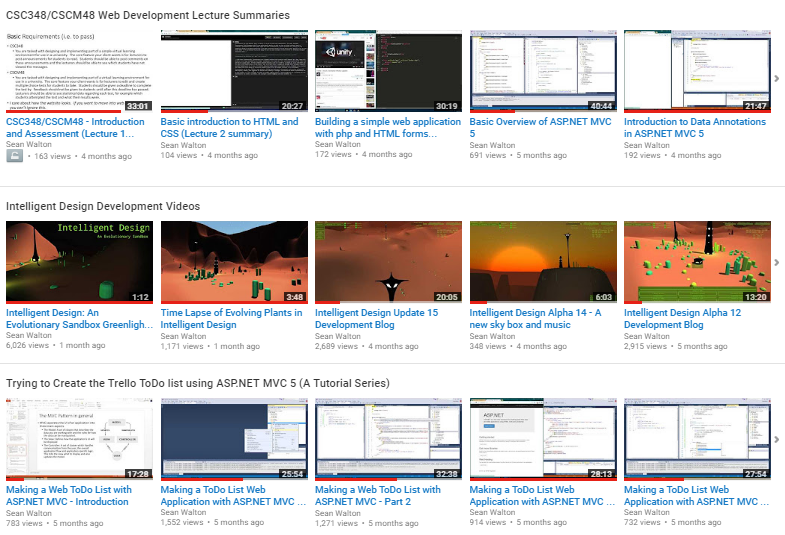 CSC348/CSCM48 Web Development Lecture Summaries
Basic Requirements (i.e. to pass)
33:01
20:27
unity
30:19
40:44
21:47
CSC348/CSCM48 - Introduction and Assessment (Lecture 1...
Sean Walton
163 views • 4 months ago
Basic introduction to HTML and CSS (Lecture 2 summary)
Sean Walton
104 views • 4 months ago
Building a simple web application with php and HTML forms...
Sean Walton
172 views • 4 months ago
Basic Overview of ASP.NET MVC 5
Sean Walton
691 views • 5 months ago
Introduction to Data Annotations in ASP.NET MVC 5
Sean Walton
192 views • 4 months ago
Intelligent Design Development Videos
Intelligent Design
An Evolutionary Sandbox
1:12
3:48
20:05
6:03
13:20
Intelligent Design: An Evolutionary Sandbox Greenligh...
Sean Walton
6,026 views • 1 month ago
Time Lapse of Evolving Plants in Intelligent Design
Sean Walton
1,171 views • 1 month ago
Intelligent Design Update 15 Development Blog
Sean Walton
2,689 views • 4 months ago
Intelligent Design Alpha 14 - A new sky box and music
Sean Walton
348 views • 4 months ago
Intelligent Design Alpha 12 Development Blog
Sean Walton
2,915 views • 5 months ago
Trying to Create the Trello ToDo list using ASP.NET MVC 5 (A Tutorial Series)
The MVC Pattern in general
17:28
25:54
32:38
ASP.NET
28:13
27:54
Making a Web ToDo List with ASP.NET MVC - Introduction
Sean Walton
783 views • 5 months ago
Making a ToDo List Web Application with ASP.NET MVC ...
Sean Walton
1,552 views • 5 months ago
Making a Web ToDo List with ASP.NET MVC - Part 2
Sean Walton
1,271 views • 5 months ago
Making a ToDo List Web Application with ASP.NET MVC ...
Sean Walton
914 views • 5 months ago
Making a ToDo List Web Application with ASP.NET MVC ...
Sean Walton
732 views • 5 months ago